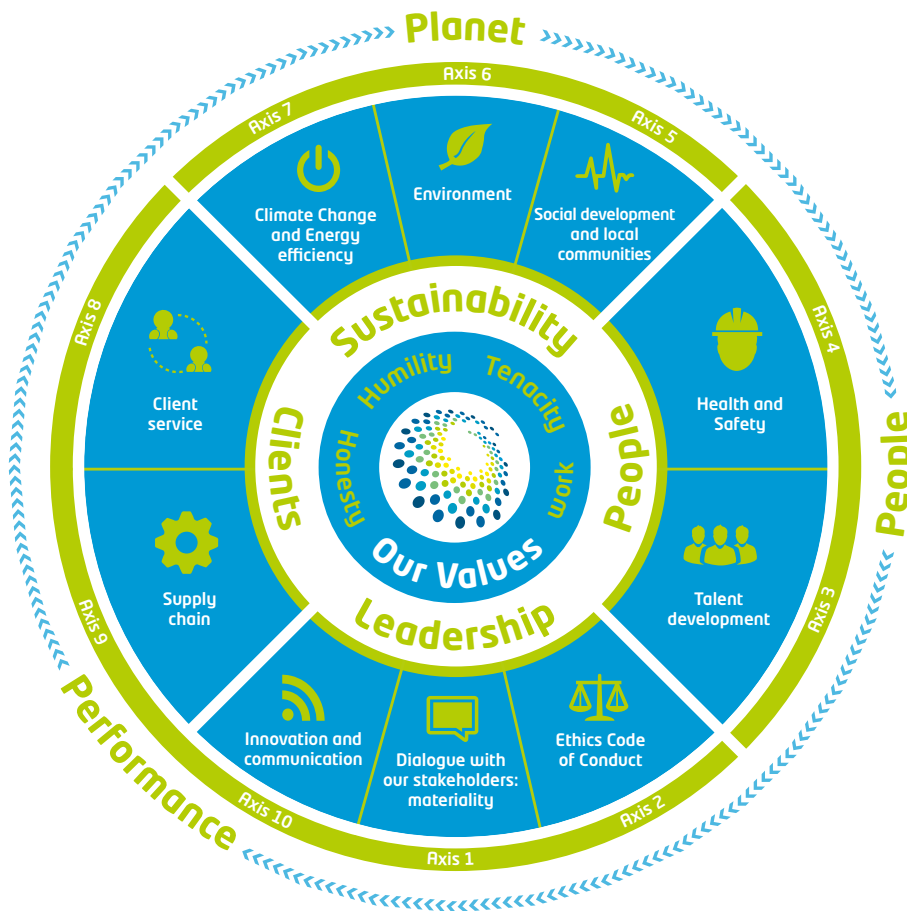 Planet
Axis 6
Axis 7
Axis 5
Environment
Climate Change
and Energy
efficiency
Social development
and local
communities
Axis 8
Axis 4
Sustainability
Humility
Tenacity
Client
service
Clients
Honesty
Work
People
Health and
Safety
People
Our Values
Leadership
Supply
chain
Talent
development
Axis 9
Axis 3
Performance
Innovation and
communication
Dialogue with
our stakeholders:
materiality
Ethics Code
of Conduct
Axis 10
Axis 2
Axis 1